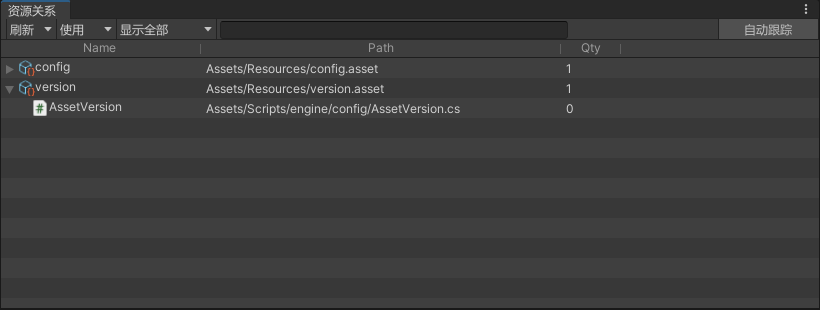 资源关系
刷新 使用 显示全部 自动跟踪
Name Path Qty
config Assets/Resources/config.asset 1
version Assets/Resources/version.asset 1
AssetVersion Assets/Scripts/engine/config/AssetVersion.cs 0